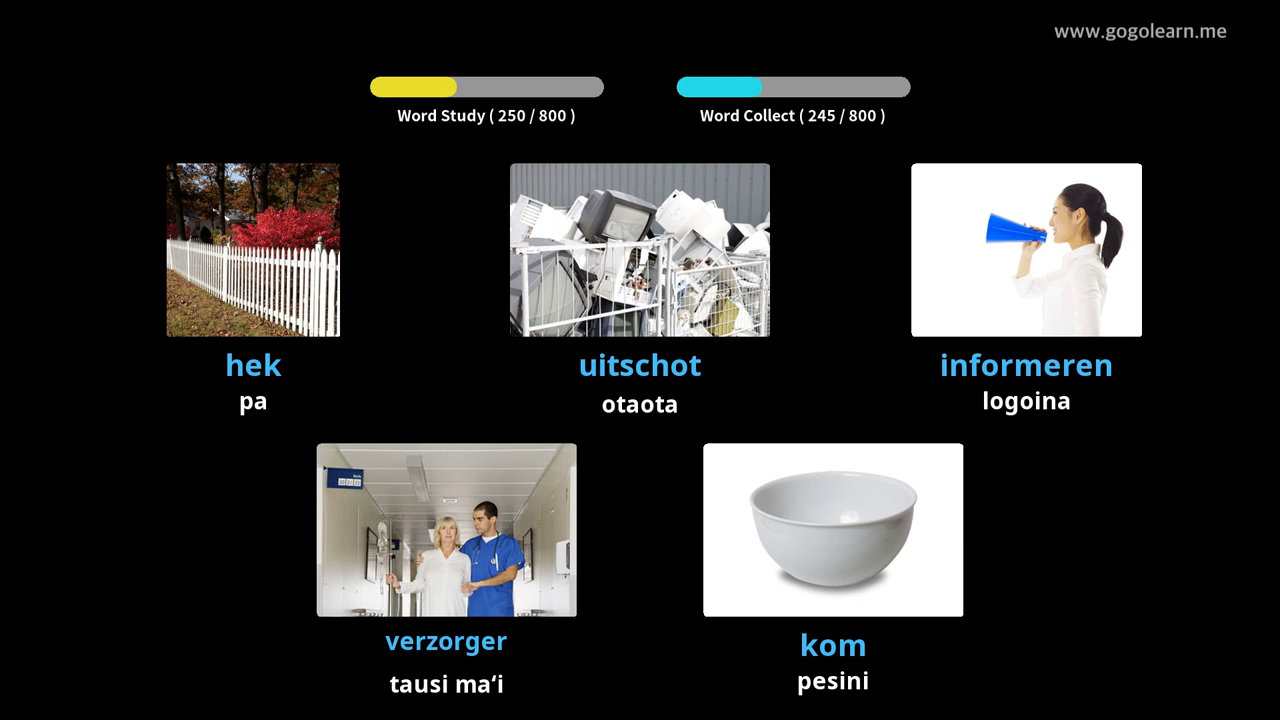 www.gogolearn.me
Word Study ( 250 / 800 )
Word Collect ( 245 / 800 )
hek
pa
uitschot
otaota
informeren
logoina
verzorger
tausi maʻi
kom
pesini